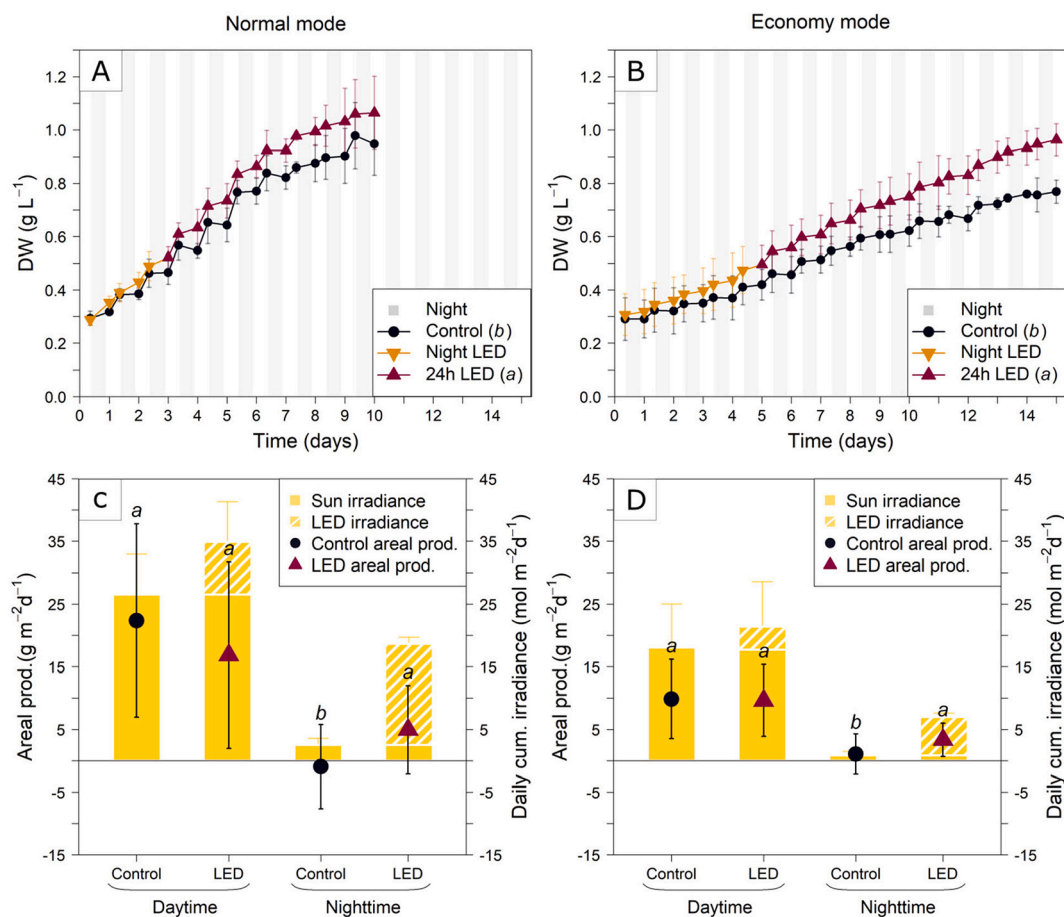 Normal mode
Economy mode
A
DW (g L⁻¹)
1.2
1.0
0.8
0.6
0.4
0.2
0.0
Night
Control (b)
Night LED
24h LED (a)
0 1 2 3 4 5 6 7 8 9 10 12 14
Time (days)
B
DW (g L⁻¹)
1.2
1.0
0.8
0.6
0.4
0.2
0.0
Night
Control (b)
Night LED
24h LED (a)
0 1 2 3 4 5 6 7 8 9 10 12 14
Time (days)
C
Areal prod.(g m⁻²d⁻¹)
45
35
25
15
5
-5
-15
a
a
b
a
Sun irradiance
LED irradiance
Control areal prod.
LED areal prod.
45
35
25
15
5
-5
-15
Daily cum. irradiance (mol m⁻²d⁻¹)
Control LED Control LED
Daytime Nighttime
D
Areal prod.(g m⁻²d⁻¹)
45
35
25
15
5
-5
-15
a
a
b
a
Sun irradiance
LED irradiance
Control areal prod.
LED areal prod.
45
35
25
15
5
-5
-15
Daily cum. irradiance (mol m⁻²d⁻¹)
Control LED Control LED
Daytime Nighttime